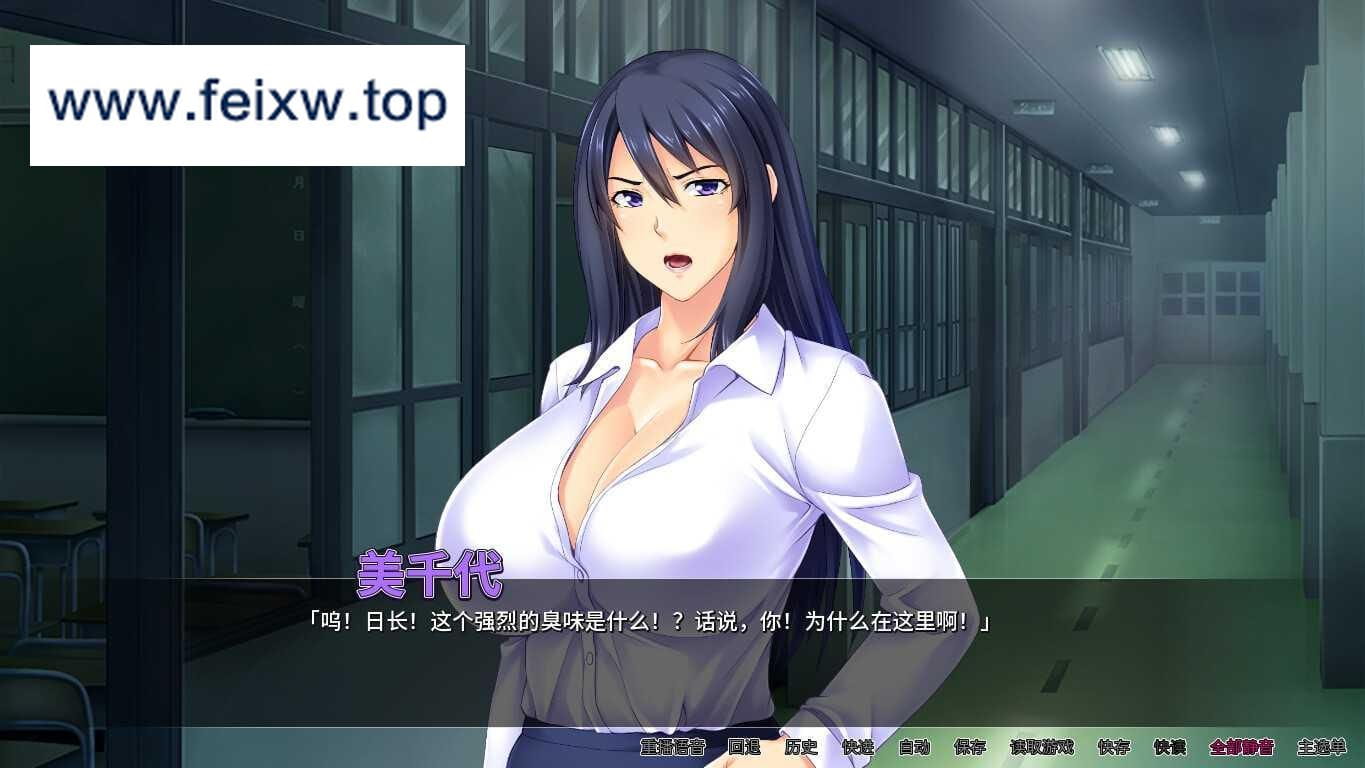 www.feixw.top
月
日
美千代
「呜！日长！这个强烈的臭味是什么！？话说，你！为什么在这里啊！」
重播语音 回退 历史 快进 自动 保存 读取游戏 快存 快读 全部静音 主选单